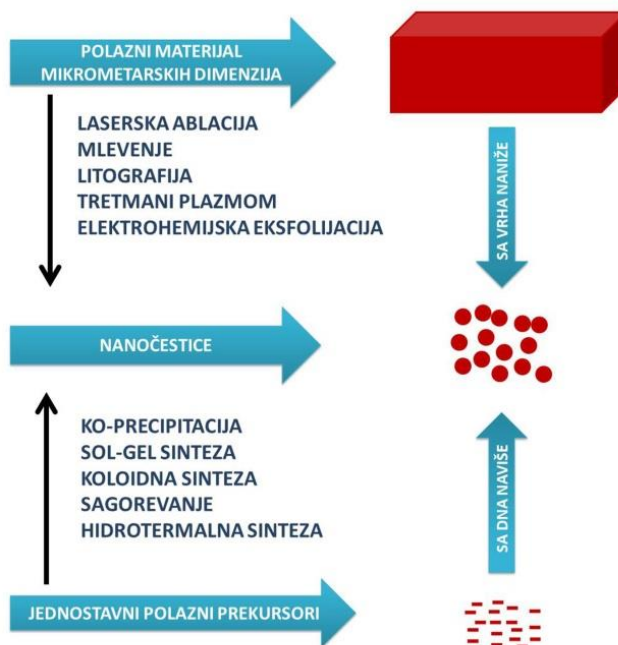 POLAZNI MATERIJAL
MIKROMETARSKIH DIMENZIJA
LASERSKA ABLACIJA
MLEVENJE
LITOGRAFIJA
TRETMANI PLAZMOM
ELEKTROHEMIJSKA EKSFOLIJACIJA
SA VRHA NANIŽE
NANOČESTICE
KO-PRECIPITACIJA
SOL-GEL SINTEZA
KOLOIDNA SINTEZA
SAGOREVANJE
HIDROTERMALNA SINTEZA
SA DNA NAVIŠE
JEDNOSTAVNI POLAZNI PREKURSORI